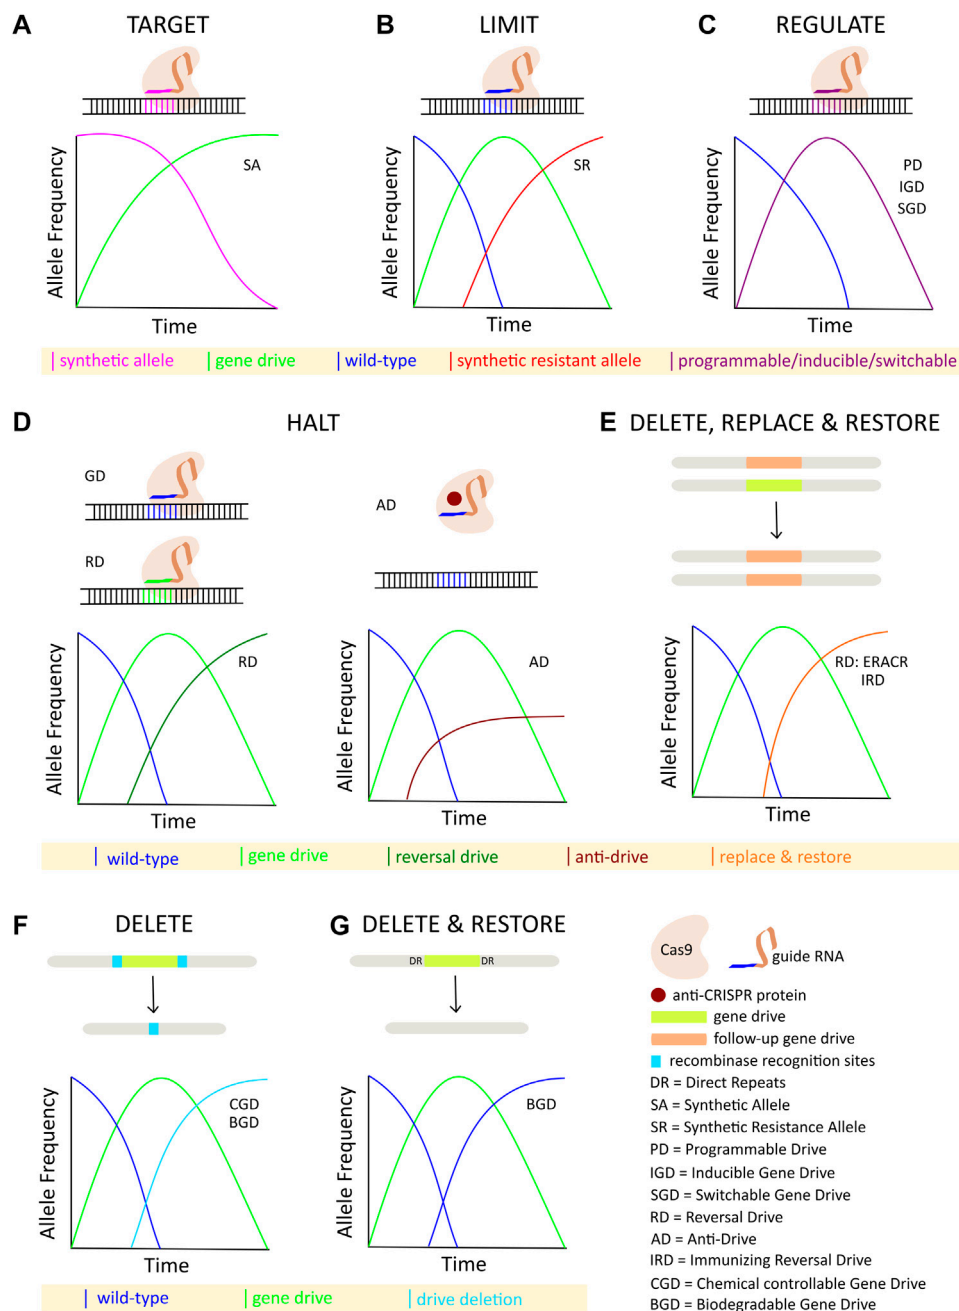 A TARGET
B LIMIT
C REGULATE
Allele Frequency
SA
Time
Allele Frequency
SR
Time
Allele Frequency
PD
IGD
SGD
Time
synthetic allele
gene drive
wild-type
synthetic resistant allele
programmable/inducible/switchable
D HALT
GD
RD
AD
Allele Frequency
RD
Time
Allele Frequency
AD
Time
E DELETE, REPLACE & RESTORE
Allele Frequency
RD: ERACR
IRD
Time
wild-type
gene drive
reversal drive
anti-drive
replace & restore
F DELETE
Allele Frequency
CGD
BGD
Time
G DELETE & RESTORE
DR
DR
Allele Frequency
BGD
Time
wild-type
gene drive
drive deletion
Cas9
guide RNA
anti-CRISPR protein
gene drive
follow-up gene drive
recombinase recognition sites
DR = Direct Repeats
SA = Synthetic Allele
SR = Synthetic Resistance Allele
PD = Programmable Drive
IGD = Inducible Gene Drive
SGD = Switchable Gene Drive
RD = Reversal Drive
AD = Anti-Drive
IRD = Immunizing Reversal Drive
CGD = Chemical controllable Gene Drive
BGD = Biodegradable Gene Drive